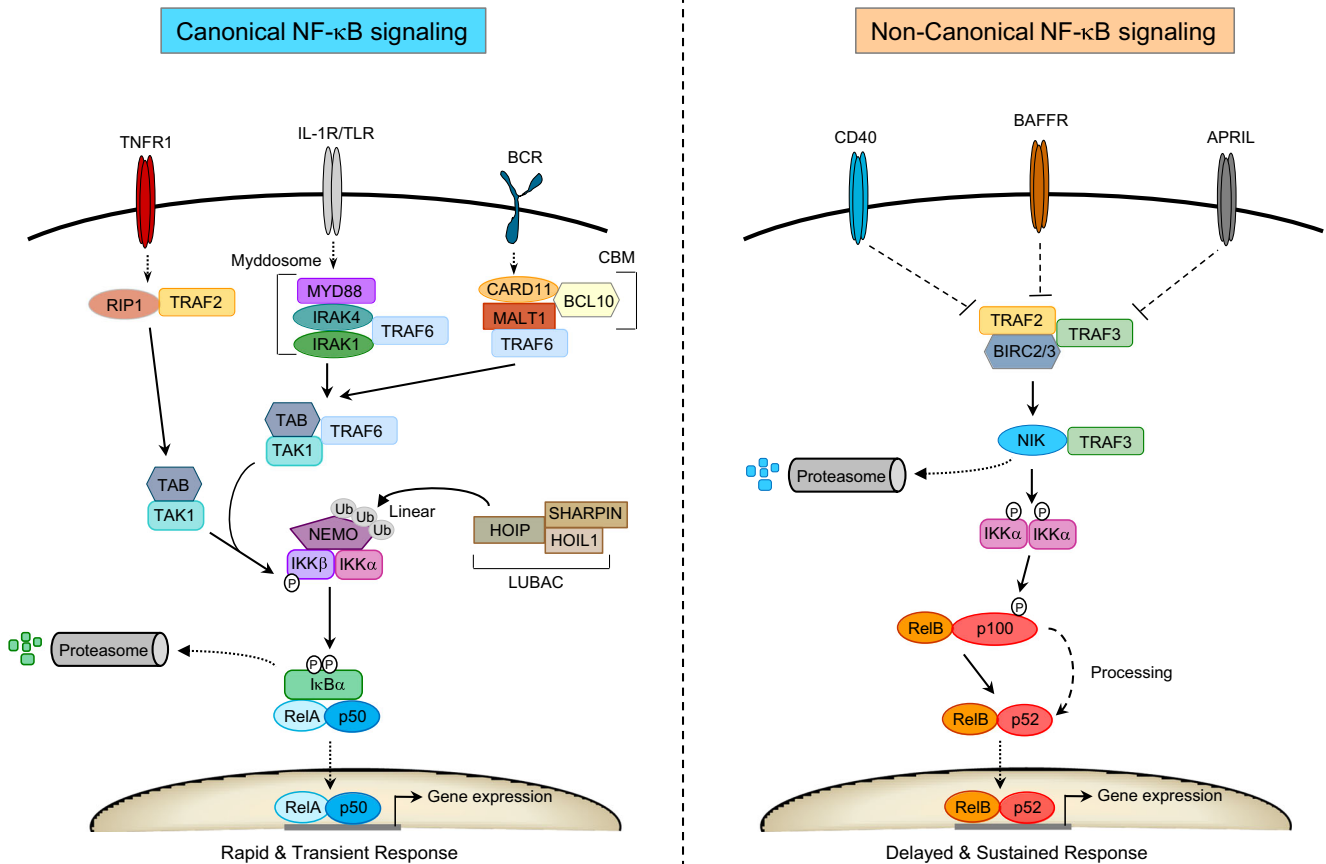 Canonical NF-κB signaling
TNFR1
IL-1R/TLR
BCR
Myddosome
CBM
RIP1
TRAF2
MYD88
IRAK4
IRAK1
TRAF6
CARD11
BCL10
MALT1
TRAF6
TAB
TAK1
TRAF6
TAB
TAK1
Ub
Ub
Ub
Linear
NEMO
IKKβ
IKKα
P
HOIP
SHARPIN
HOIL1
LUBAC
Proteasome
P
P
IκBα
RelA
p50
RelA
p50
Gene expression
Rapid & Transient Response
Non-Canonical NF-κB signaling
CD40
BAFFR
APRIL
TRAF2
TRAF3
BIRC2/3
NIK
TRAF3
Proteasome
P
P
IKKα
IKKα
P
RelB
p100
Processing
RelB
p52
RelB
p52
Gene expression
Delayed & Sustained Response